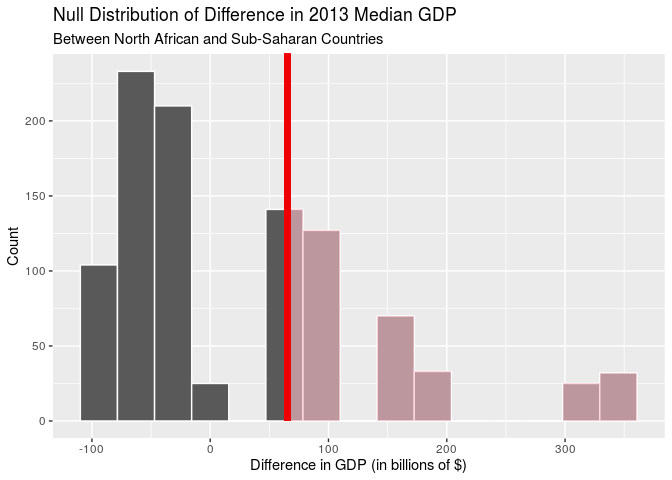 Null Distribution of Difference in 2013 Median GDP
Between North African and Sub-Saharan Countries
Count
200
150
100
50
0
-100 0 100 200 300
Difference in GDP (in billions of $)